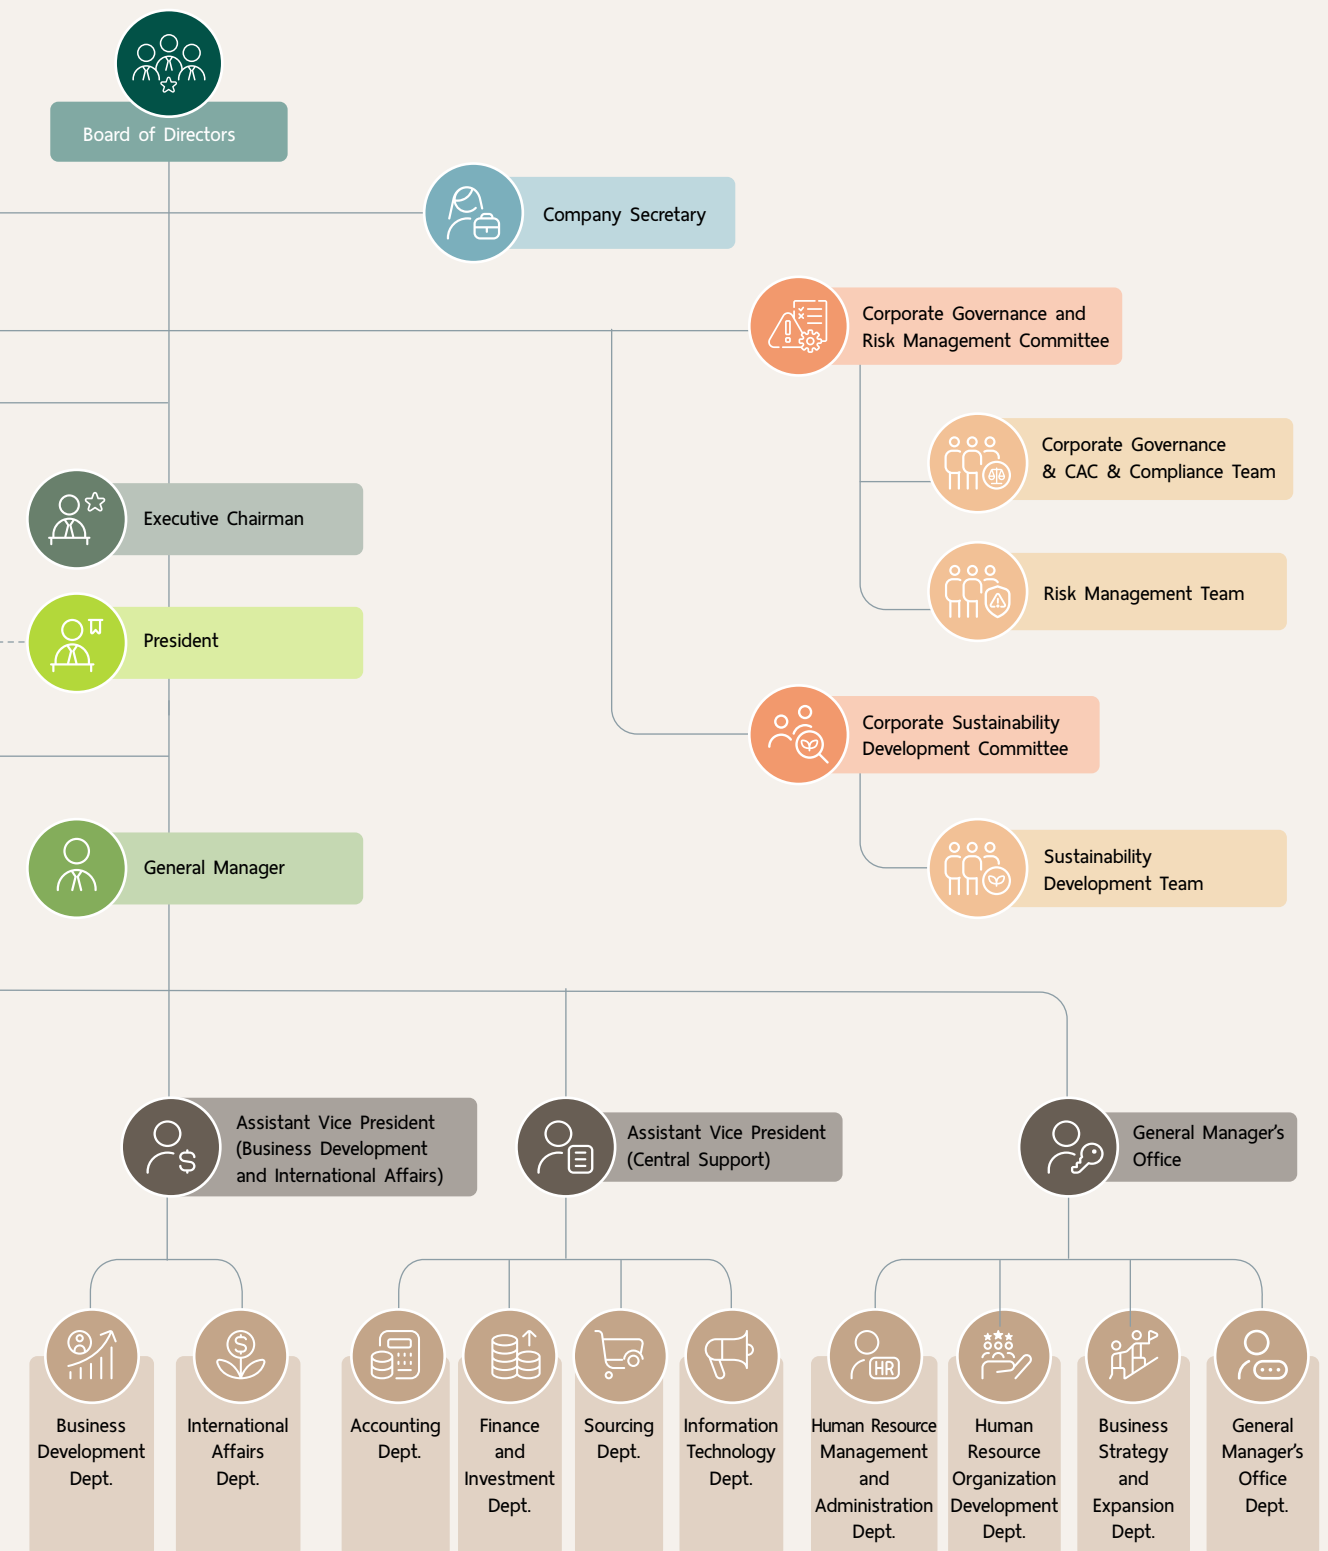 Board of Directors
Company Secretary
Corporate Governance and
Risk Management Committee
Corporate Governance
& CAC & Compliance Team
Executive Chairman
Risk Management Team
President
Corporate Sustainability
Development Committee
General Manager
Sustainability
Development Team
Assistant Vice President
(Business Development
and International Affairs)
Assistant Vice President
(Central Support)
General Manager's
Office
HR
Business
Development
Dept.
International
Affairs
Dept.
Accounting
Dept.
Finance
and
Investment
Dept.
Sourcing
Dept.
Information
Technology
Dept.
Human Resource
Management
and
Administration
Dept.
Human
Resource
Organization
Development
Dept.
Business
Strategy
and
Expansion
Dept.
General
Manager's
Office
Dept.